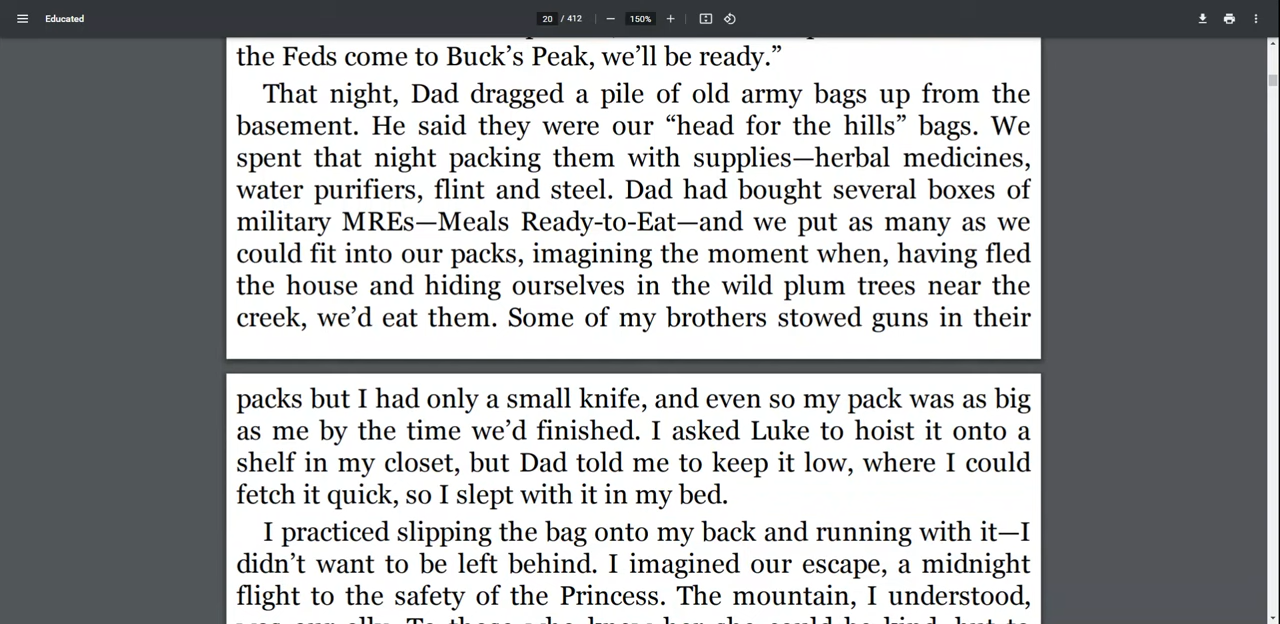 Educated
20 / 412
150%
the Feds come to Buck’s Peak, we’ll be ready.”
That night, Dad dragged a pile of old army bags up from the
basement. He said they were our “head for the hills” bags. We
spent that night packing them with supplies—herbal medicines,
water purifiers, flint and steel. Dad had bought several boxes of
military MREs—Meals Ready-to-Eat—and we put as many as we
could fit into our packs, imagining the moment when, having fled
the house and hiding ourselves in the wild plum trees near the
creek, we’d eat them. Some of my brothers stowed guns in their
packs but I had only a small knife, and even so my pack was as big
as me by the time we’d finished. I asked Luke to hoist it onto a
shelf in my closet, but Dad told me to keep it low, where I could
fetch it quick, so I slept with it in my bed.
I practiced slipping the bag onto my back and running with it—I
didn’t want to be left behind. I imagined our escape, a midnight
flight to the safety of the Princess. The mountain, I understood,